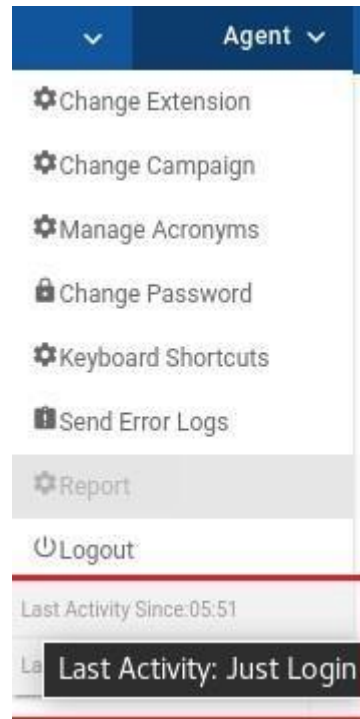 Agent
Change Extension
Change Campaign
Manage Acronyms
Change Password
Keyboard Shortcuts
Send Error Logs
Report
Logout
Last Activity Since:05:51
La
Last Activity: Just Login